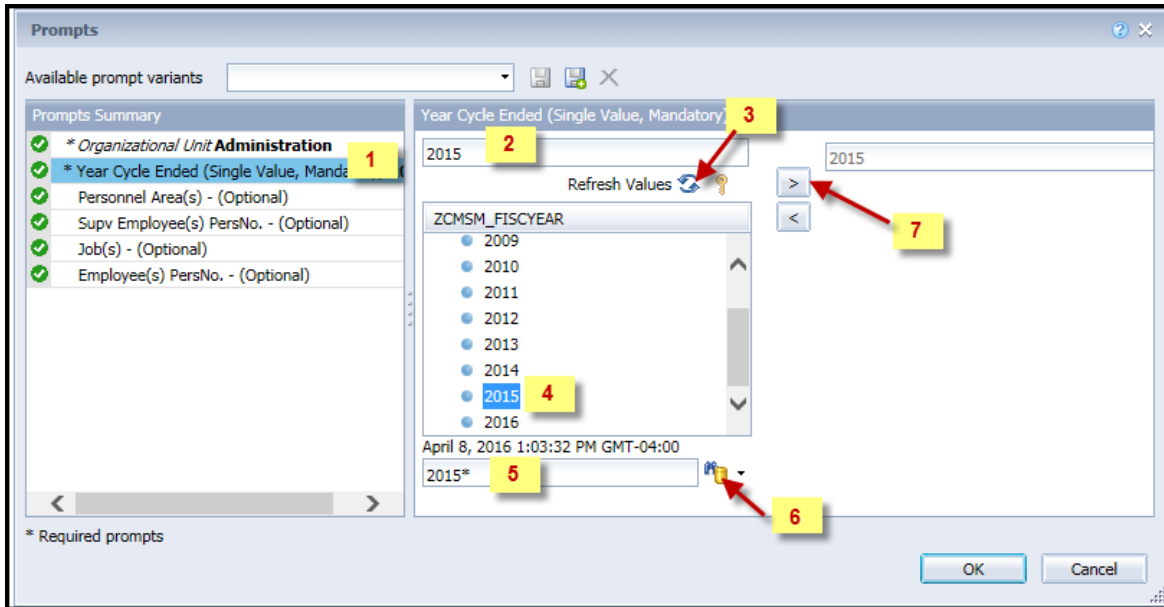 Prompts
Available prompt variants
Prompts Summary
* Organizational Unit Administration
* Year Cycle Ended (Single Value, Manda
Personnel Area(s) - (Optional)
Supv Employee(s) PersNo. - (Optional)
Job(s) - (Optional)
Employee(s) PersNo. - (Optional)
1
Year Cycle Ended (Single Value, Mandatory)
3
2015
2
2015
Refresh Values
>
<
7
ZCMSM_FISCYEAR
2009
2010
2011
2012
2013
2014
2015
4
2016
April 8, 2016 1:03:32 PM GMT-04:00
2015*
5
6
* Required prompts
OK
Cancel